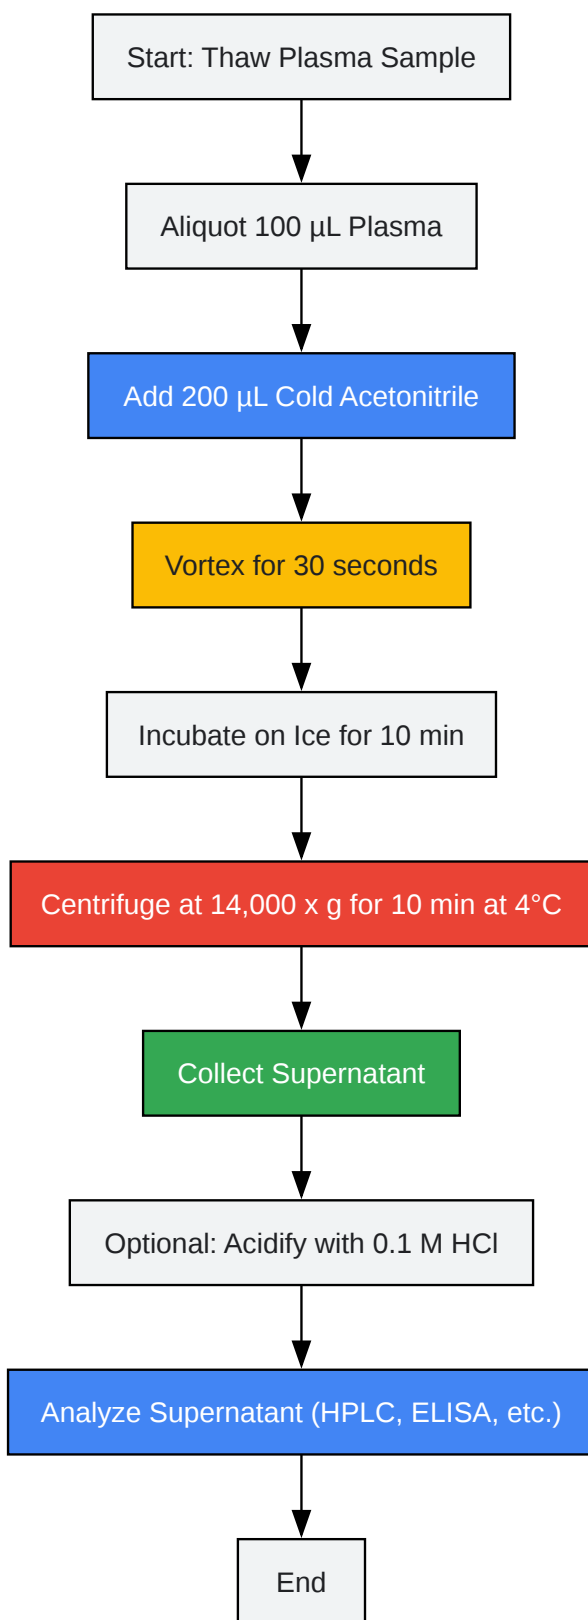 Start: Thaw Plasma Sample
Aliquot 100 µL Plasma
Add 200 µL Cold Acetonitrile
Vortex for 30 seconds
Incubate on Ice for 10 min
Centrifuge at 14,000 x g for 10 min at 4°C
Collect Supernatant
Optional: Acidify with 0.1 M HCl
Analyze Supernatant (HPLC, ELISA, etc.)
End